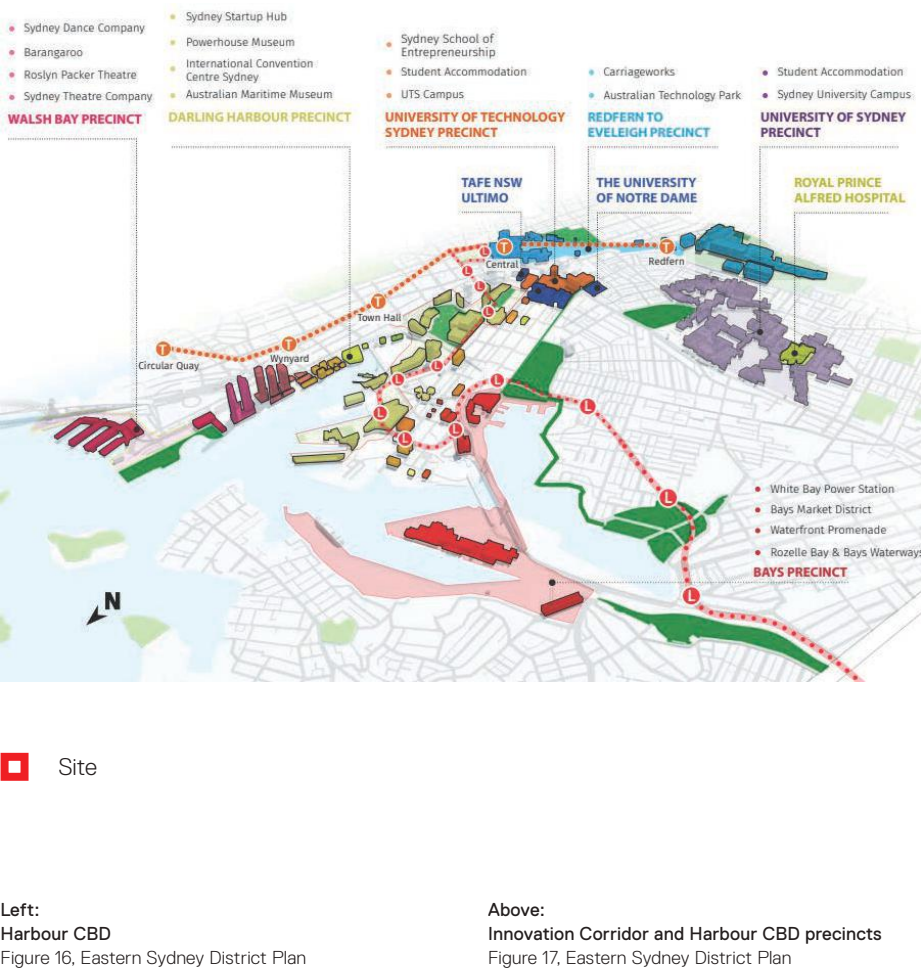 Sydney Dance Company
Barangaroo
Roslyn Packer Theatre
Sydney Theatre Company
WALSH BAY PRECINCT
Sydney Startup Hub
Powerhouse Museum
International Convention
Centre Sydney
Australian Maritime Museum
DARLING HARBOUR PRECINCT
Sydney School of
Entrepreneurship
Student Accommodation
UTS Campus
UNIVERSITY OF TECHNOLOGY
SYDNEY PRECINCT
Carriageworks
Australian Technology Park
REDFERN TO
EVELEIGH PRECINCT
Student Accommodation
Sydney University Campus
UNIVERSITY OF SYDNEY
PRECINCT
TAFE NSW
ULTIMO
THE UNIVERSITY
OF NOTRE DAME
ROYAL PRINCE
ALFRED HOSPITAL
T
Central
T
Redfern
L
L
L
L
T
Town Hall
T
Wynyard
T
Circular Quay
L
L
L
L
L
L
L
L
L
White Bay Power Station
Bays Market District
Waterfront Promenade
Rozelle Bay & Bays Waterways
BAYS PRECINCT
N
Site
Left:
Harbour CBD
Figure 16, Eastern Sydney District Plan
Above:
Innovation Corridor and Harbour CBD precincts
Figure 17, Eastern Sydney District Plan